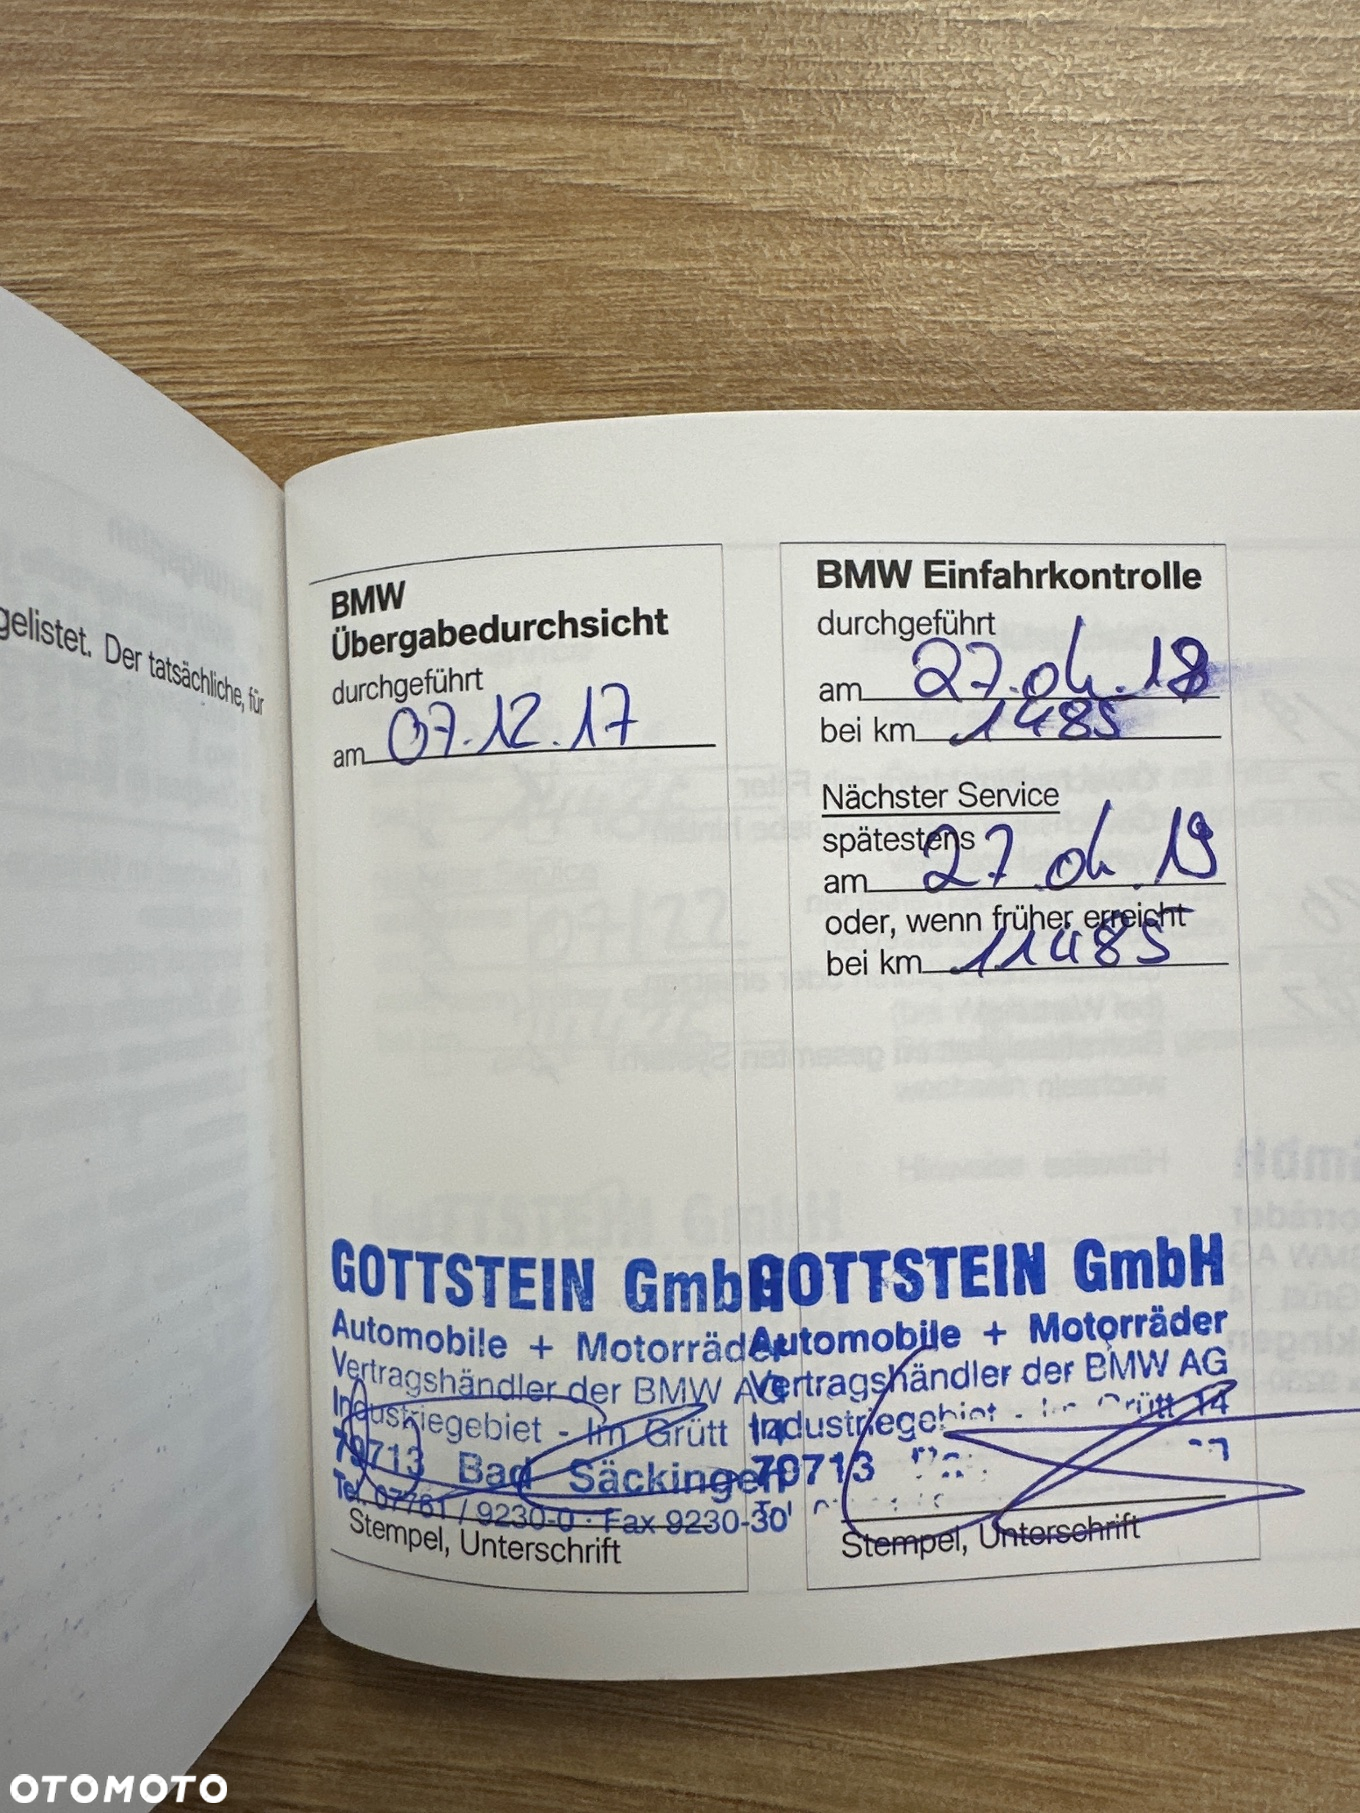 gelistet. Der tatsächliche, für
BMW
Übergabedurchsicht
durchgeführt
am 07.12.17
GOTTSTEIN GmbH
Automobile + Motorräder
Vertragshändler der BMW AG
Industriegebiet - Im Grütt 14
79713 Bad Säckingen
Tel. 07761 / 9230-0 · Fax 9230-30
Stempel, Unterschrift
BMW Einfahrkontrolle
durchgeführt
am 27.04.18
bei km 1485
Nächster Service
spätestens
am 27.04.19
oder, wenn früher erreicht
bei km 11485
GOTTSTEIN GmbH
Automobile + Motorräder
Vertragshändler der BMW AG
Industriegebiet - Im Grütt 14
79713
Stempel, Unterschrift
OTOMOTO